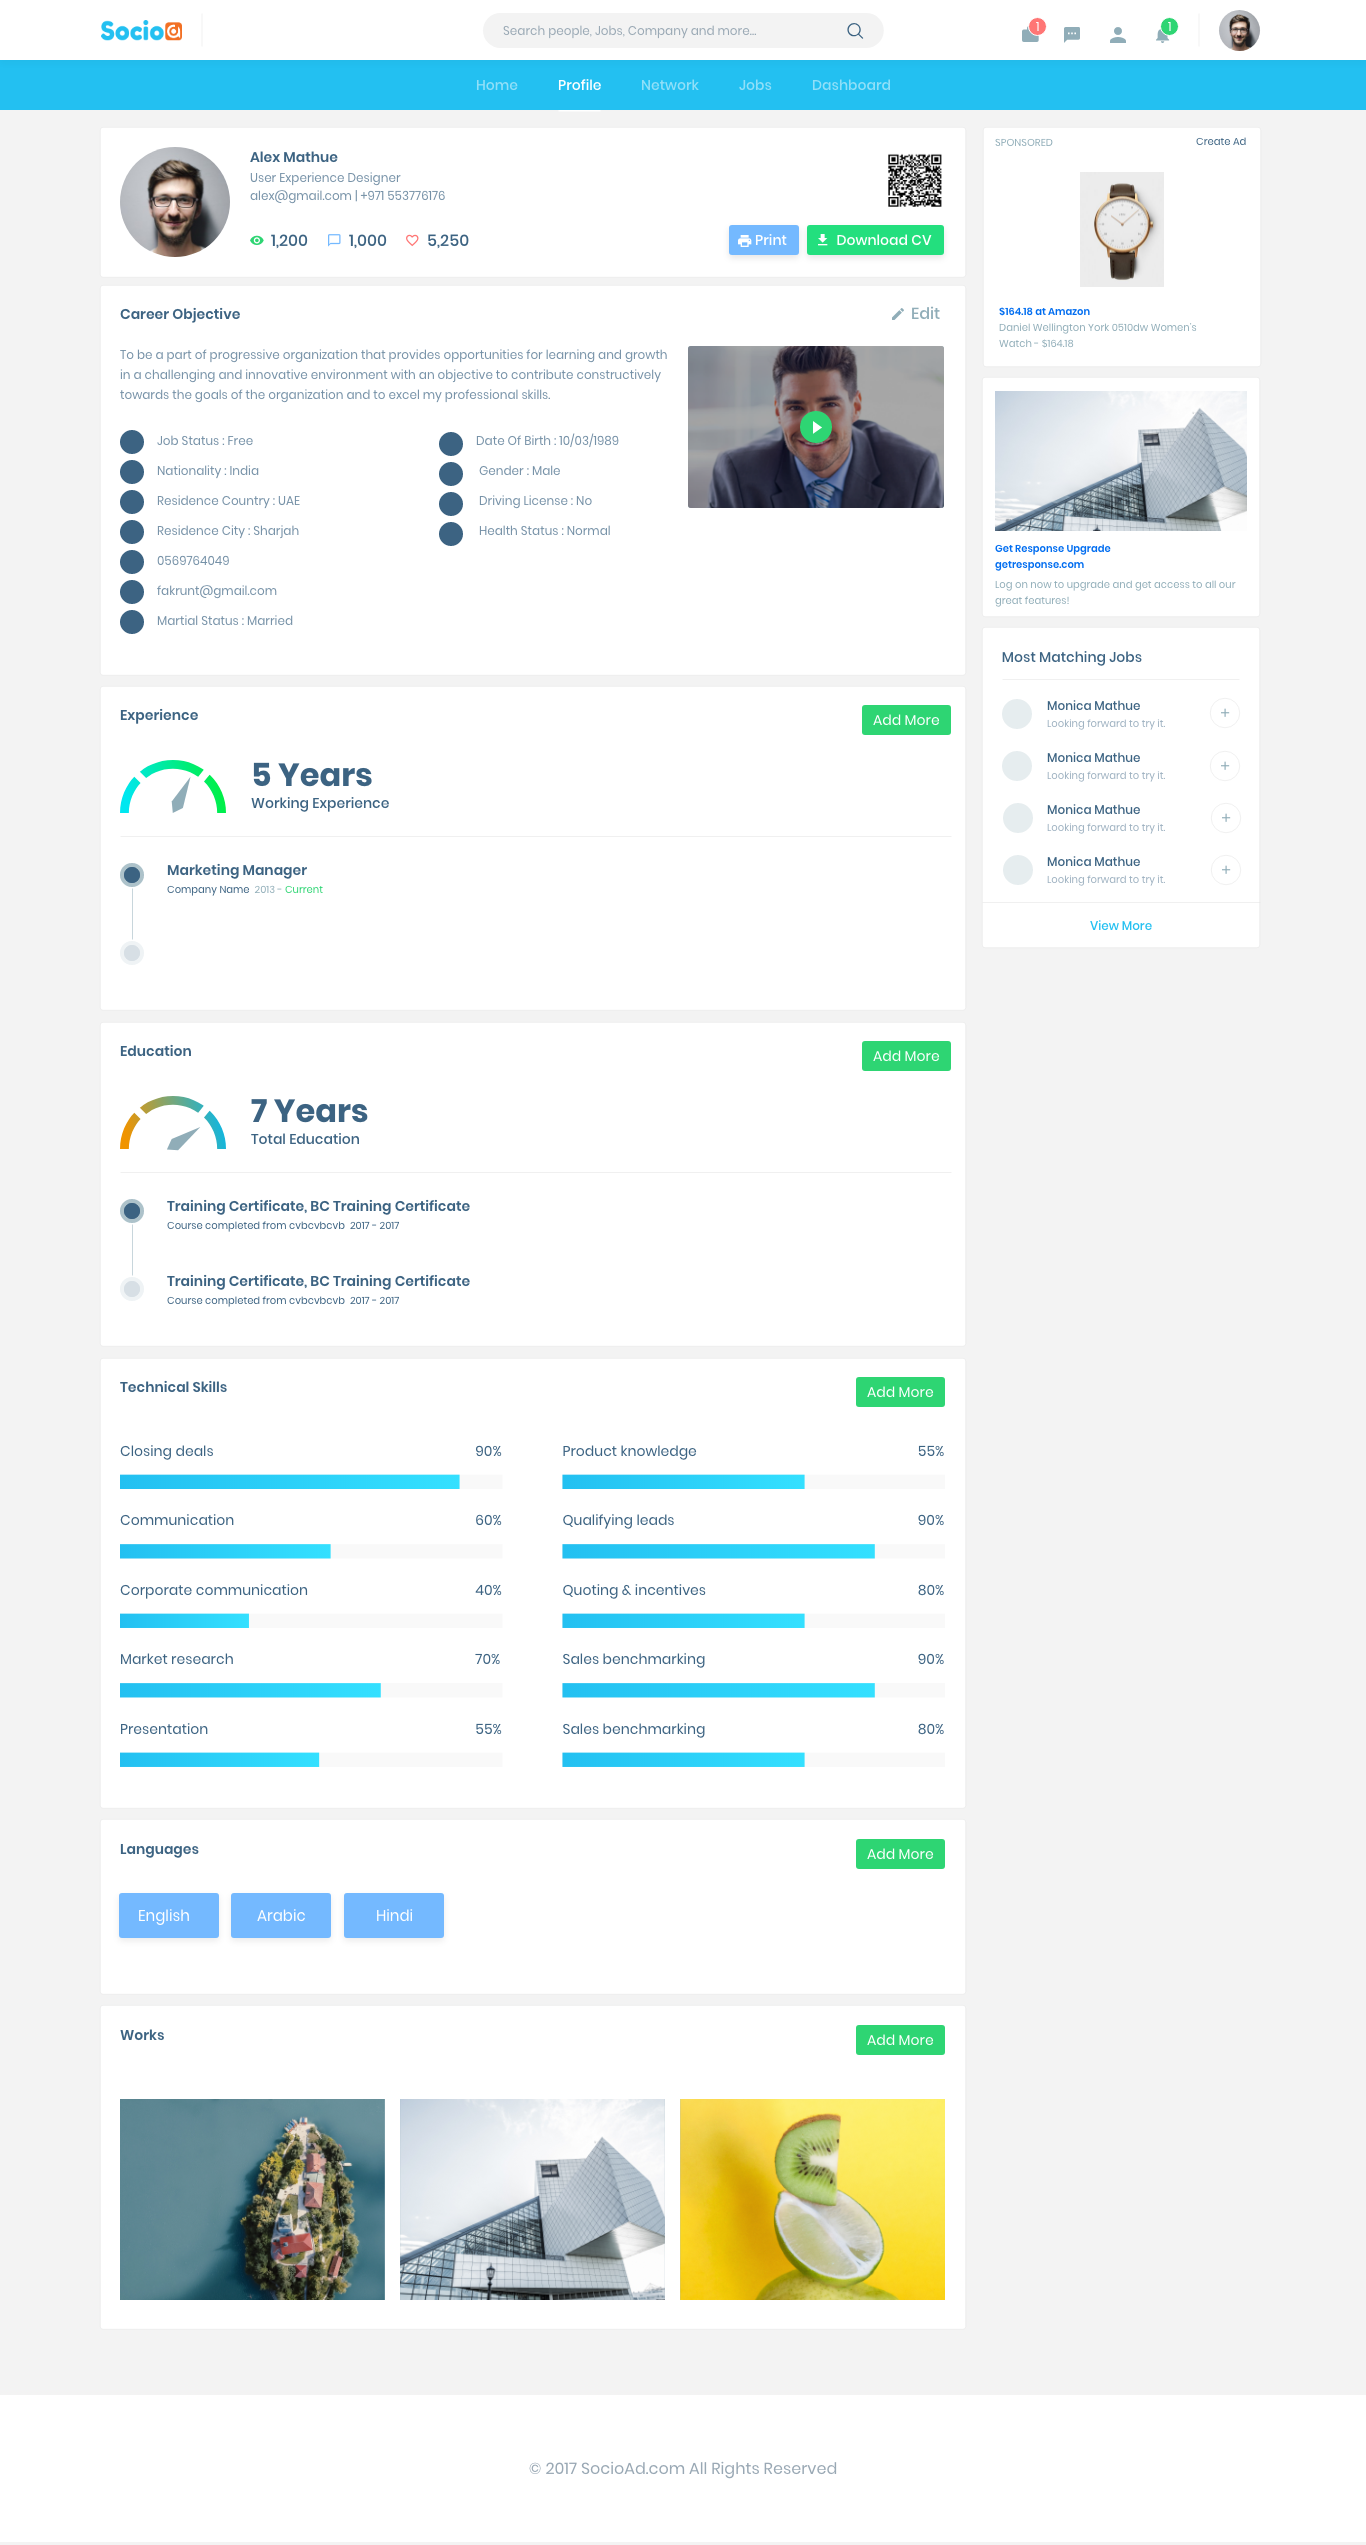 Socio
Search people, Jobs, Company and more...
1
1
Home
Profile
Network
Jobs
Dashboard
Alex Mathue
User Experience Designer
alex@gmail.com | +971 553776176
1,200
1,000
5,250
Print
Download CV
Career Objective
Edit
To be a part of progressive organization that provides opportunities for learning and growth
in a challenging and innovative environment with an objective to contribute constructively
towards the goals of the organization and to excel my professional skills.
Job Status : Free
Nationality : India
Residence Country : UAE
Residence City : Sharjah
0569764049
fakrunt@gmail.com
Martial Status : Married
Date Of Birth : 10/03/1989
Gender : Male
Driving License : No
Health Status : Normal
Experience
Add More
5 Years
Working Experience
Marketing Manager
Company Name 2013 - Current
Education
Add More
7 Years
Total Education
Training Certificate, BC Training Certificate
Course completed from cvbcvbcvb 2017 - 2017
Training Certificate, BC Training Certificate
Course completed from cvbcvbcvb 2017 - 2017
Technical Skills
Add More
Closing deals 90%
Communication 60%
Corporate communication 40%
Market research 70%
Presentation 55%
Product knowledge 55%
Qualifying leads 90%
Quoting & incentives 80%
Sales benchmarking 90%
Sales benchmarking 80%
Languages
Add More
English
Arabic
Hindi
Works
Add More
SPONSORED
Create Ad
$164.18 at Amazon
Daniel Wellington York 0510dw Women's
Watch - $164.18
Get Response Upgrade
getresponse.com
Log on now to upgrade and get access to all our
great features!
Most Matching Jobs
Monica Mathue
Looking forward to try it.
Monica Mathue
Looking forward to try it.
Monica Mathue
Looking forward to try it.
Monica Mathue
Looking forward to try it.
View More
© 2017 SocioAd.com All Rights Reserved